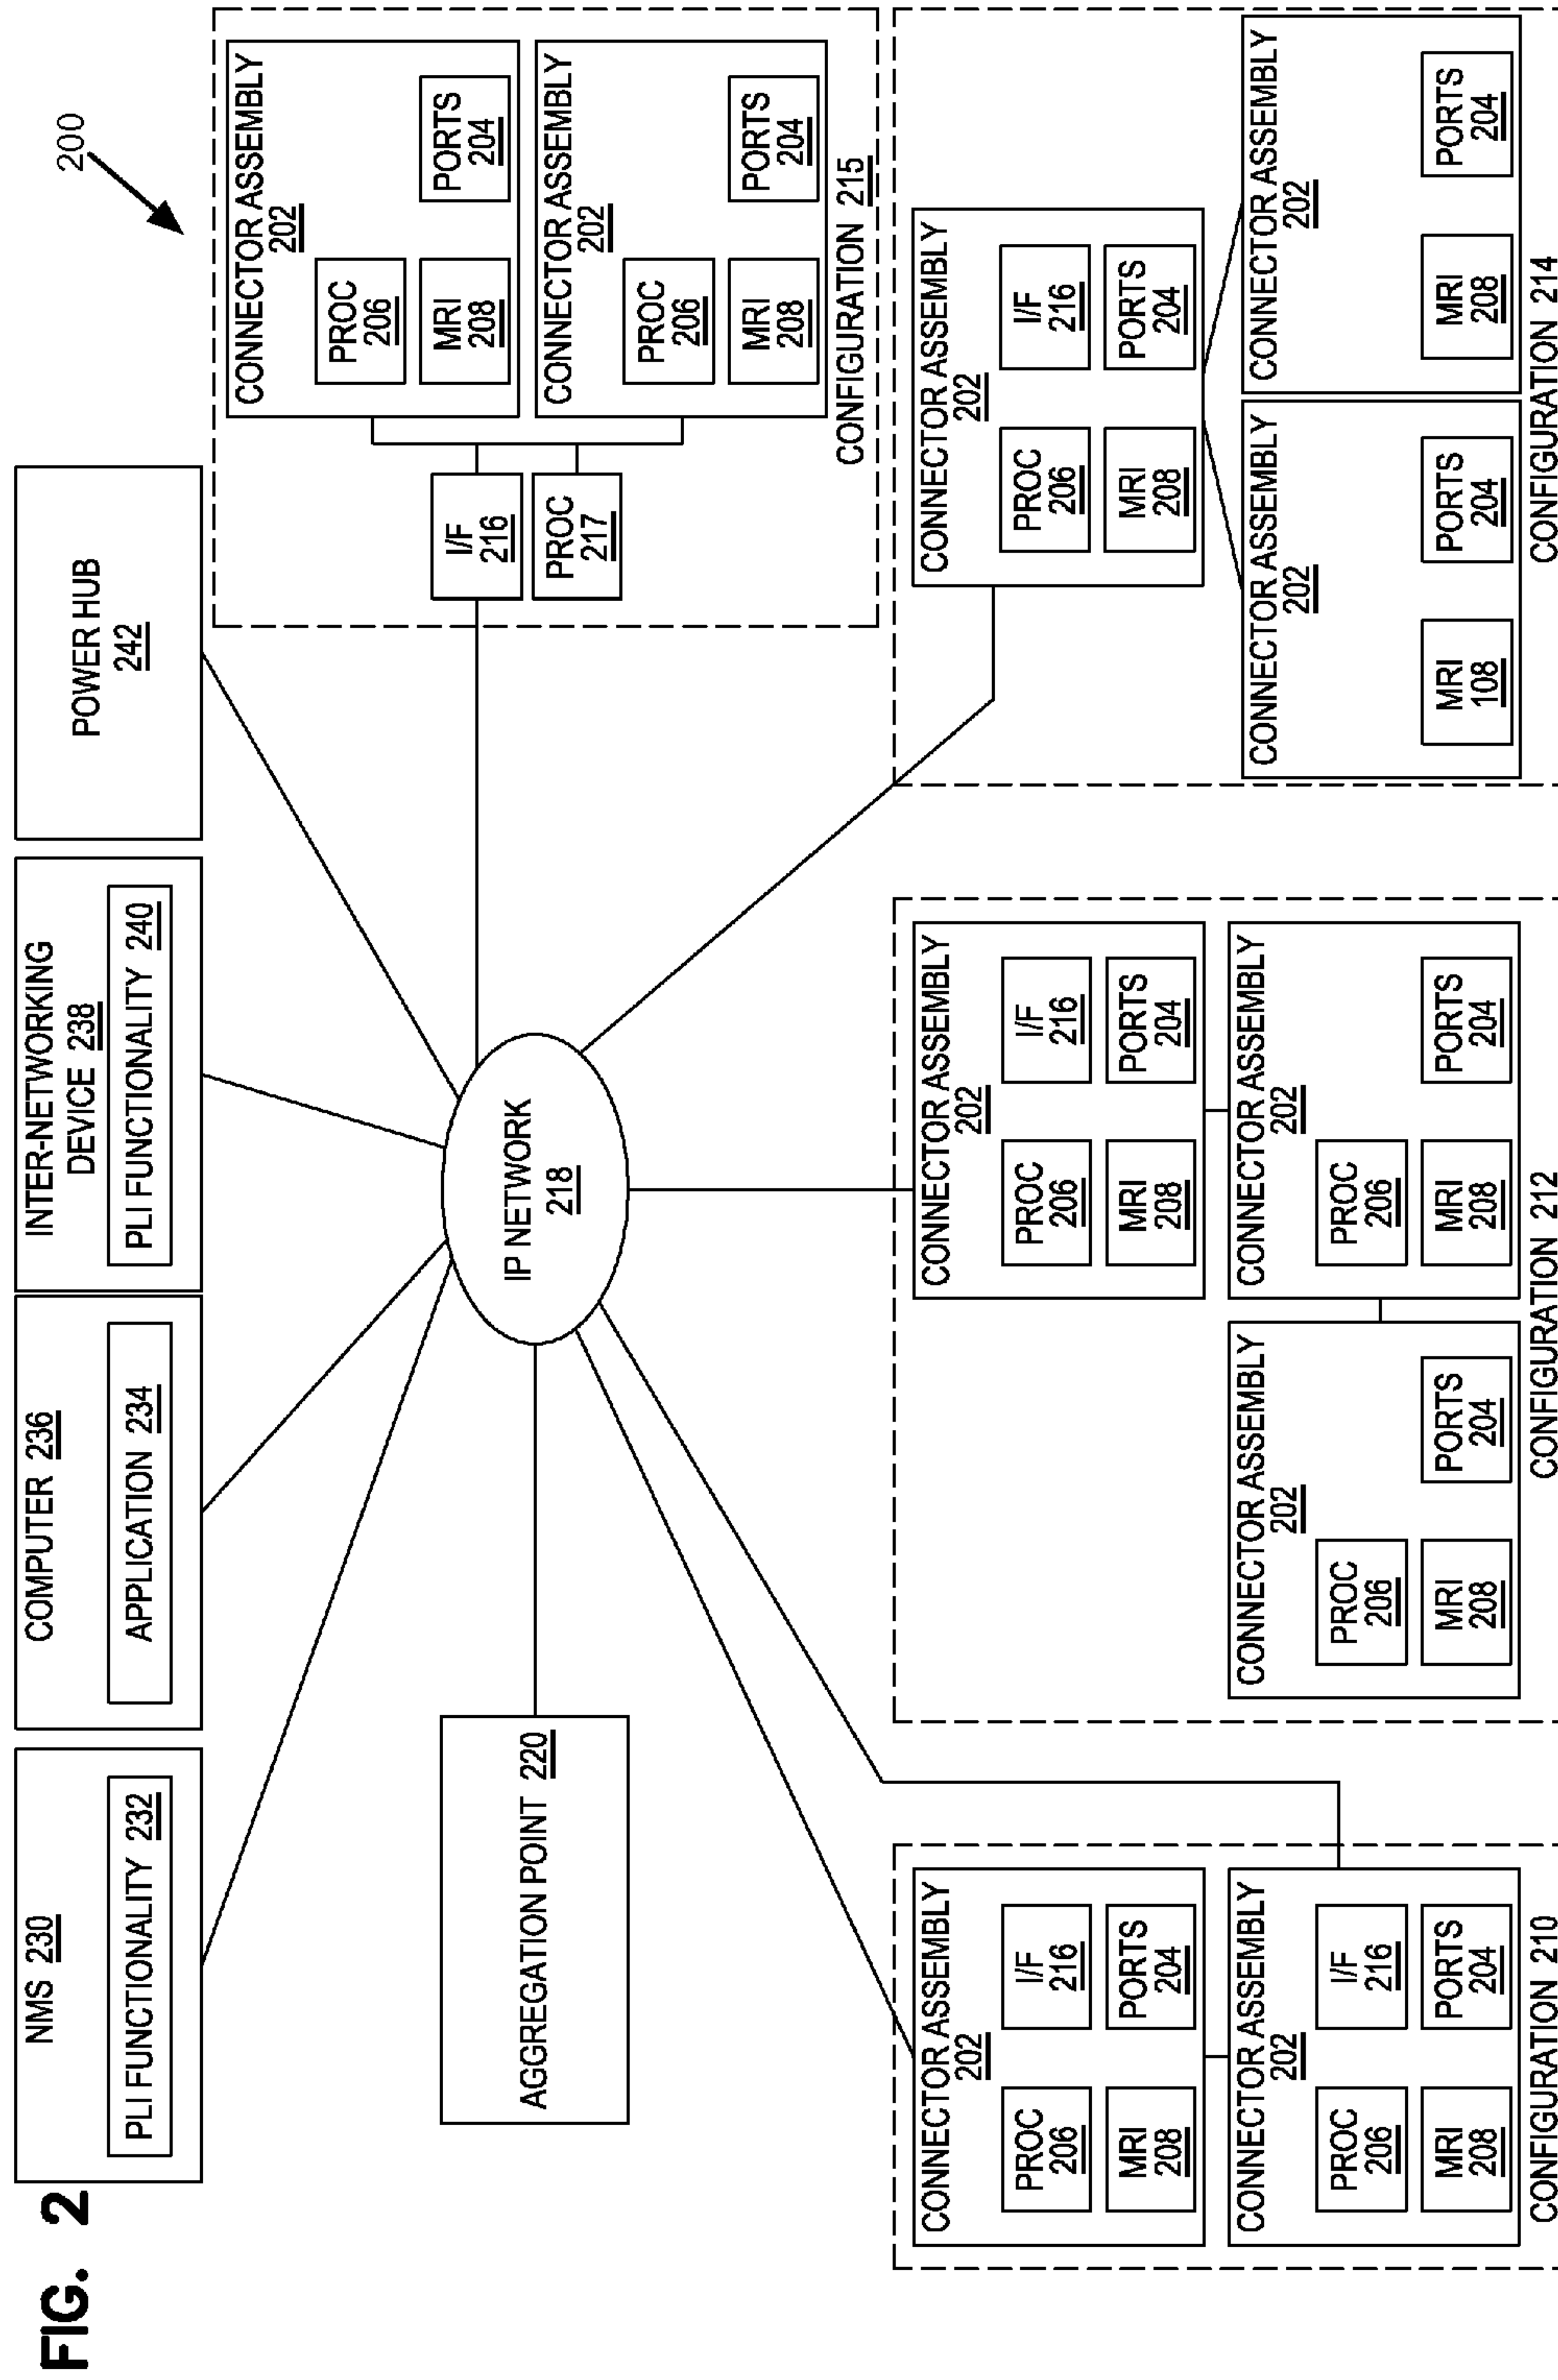 FIG. 2
200
NMS 230
PLI FUNCTIONALITY 232
COMPUTER 236
APPLICATION 234
INTER-NETWORKING
DEVICE 238
PLI FUNCTIONALITY 240
POWER HUB
242
AGGREGATION POINT 220
IP NETWORK
218
I/F
216
PROC
217
CONNECTOR ASSEMBLY
202
PROC
206
MRI
208
PORTS
204
CONNECTOR ASSEMBLY
202
PROC
206
MRI
208
PORTS
204
CONFIGURATION 215
CONNECTOR ASSEMBLY
202
PROC
206
I/F
216
MRI
208
PORTS
204
CONNECTOR ASSEMBLY
202
PROC
206
I/F
216
MRI
208
PORTS
204
CONFIGURATION 210
CONNECTOR ASSEMBLY
202
PROC
206
I/F
216
MRI
208
PORTS
204
CONNECTOR ASSEMBLY
202
PROC
206
MRI
208
PORTS
204
CONNECTOR ASSEMBLY
202
PROC
206
MRI
208
PORTS
204
CONFIGURATION 212
CONNECTOR ASSEMBLY
202
PROC
206
I/F
216
MRI
208
PORTS
204
CONNECTOR ASSEMBLY
202
MRI
108
PORTS
204
CONNECTOR ASSEMBLY
202
MRI
208
PORTS
204
CONFIGURATION 214